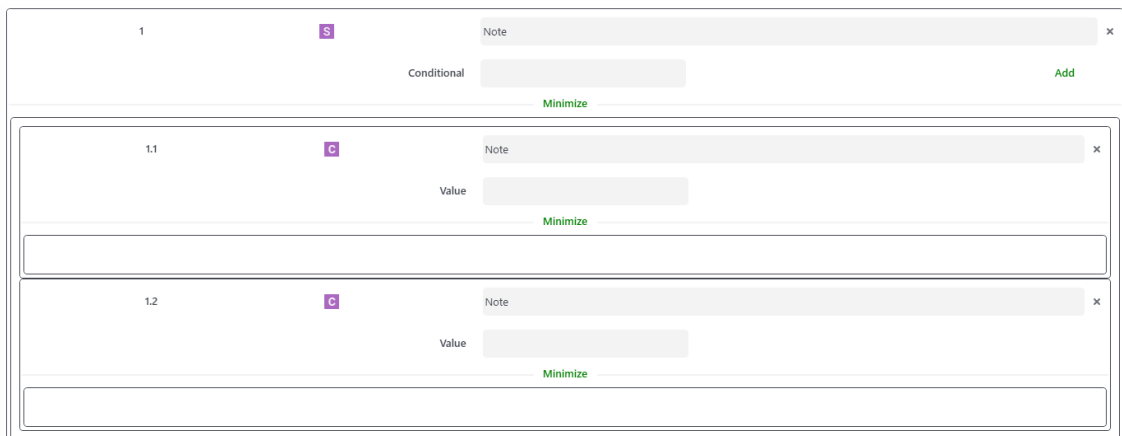 1 S Note ×
Conditional Add
Minimize
1.1 C Note ×
Value
Minimize
1.2 C Note ×
Value
Minimize